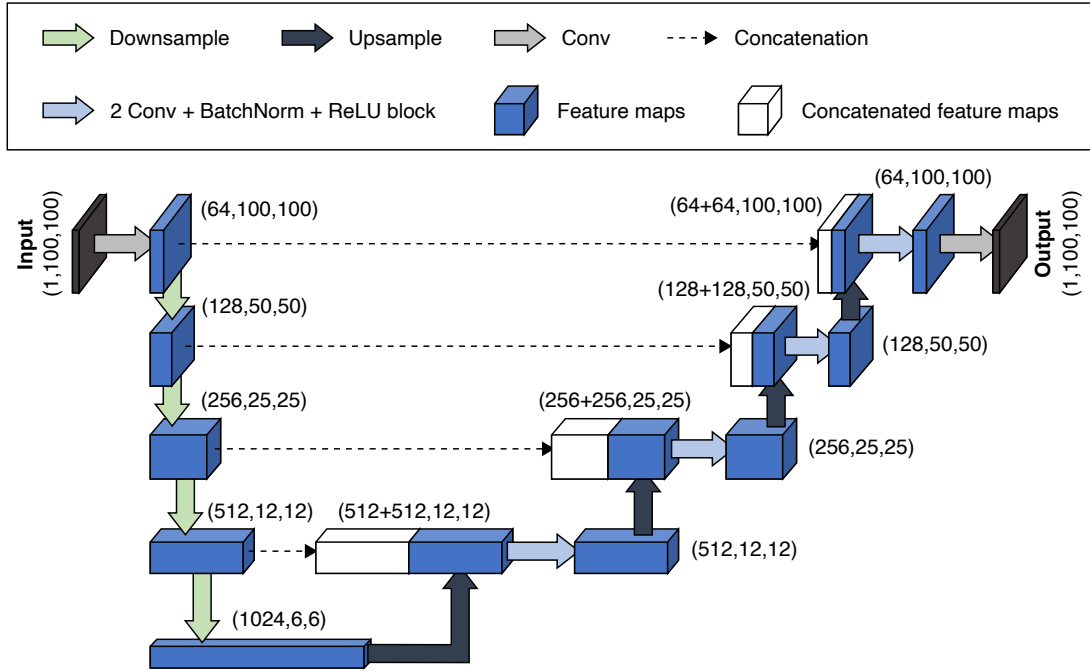 Downsample
Upsample
Conv
Concatenation
2 Conv + BatchNorm + ReLU block
Feature maps
Concatenated feature maps
Input
(1,100,100)
(64,100,100)
(64+64,100,100)
(64,100,100)
Output
(1,100,100)
(128,50,50)
(128+128,50,50)
(128,50,50)
(256,25,25)
(256+256,25,25)
(256,25,25)
(512,12,12)
(512+512,12,12)
(512,12,12)
(1024,6,6)